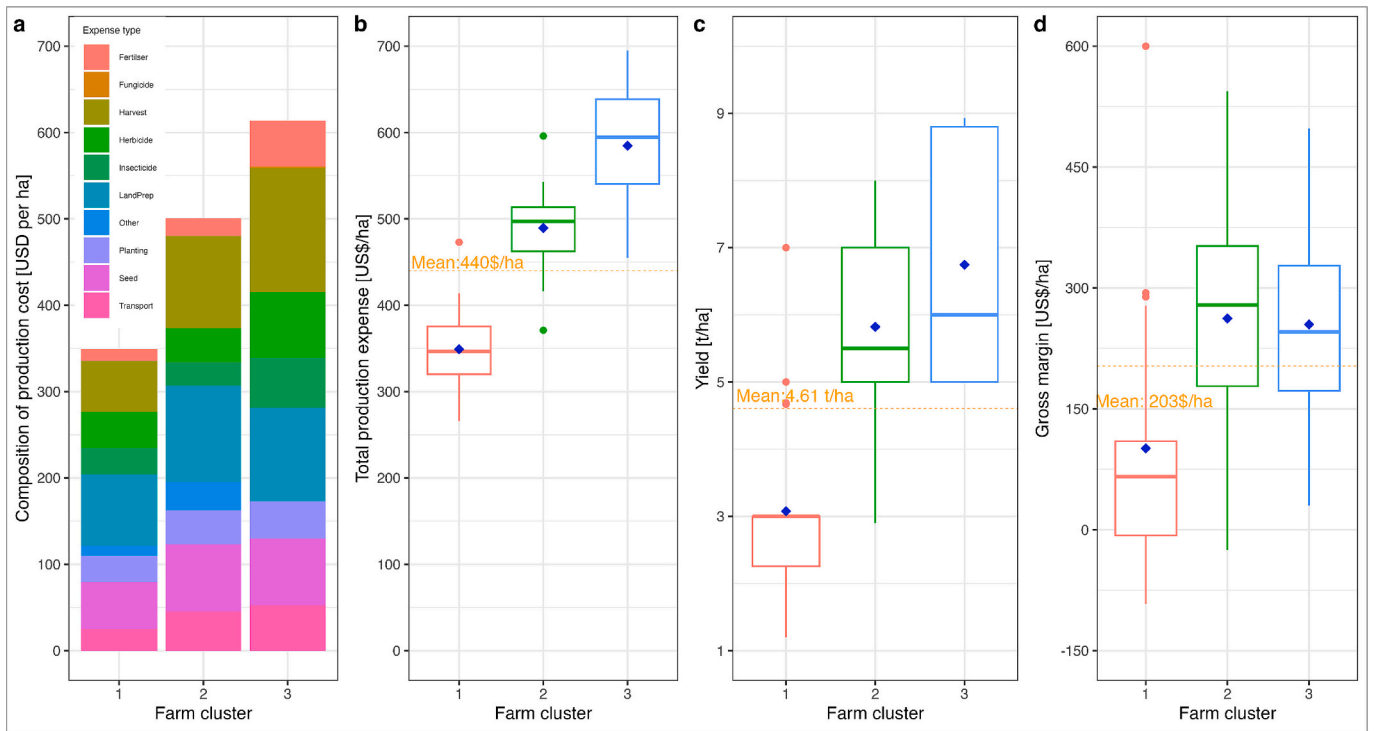 a
Composition of production cost [USD per ha]
700
600
500
400
300
200
100
0
Expense type
Fertilser
Fungicide
Harvest
Herbicide
Insecticide
LandPrep
Other
Planting
Seed
Transport
1 2 3
Farm cluster
b
Total production expense [US$/ha]
700
600
500
400
300
200
100
0
Mean:440$/ha
1 2 3
Farm cluster
c
Yield [t/ha]
9
7
5
3
1
Mean:4.61 t/ha
1 2 3
Farm cluster
d
Gross margin [US$/ha]
600
450
300
150
0
-150
Mean: 203$/ha
1 2 3
Farm cluster